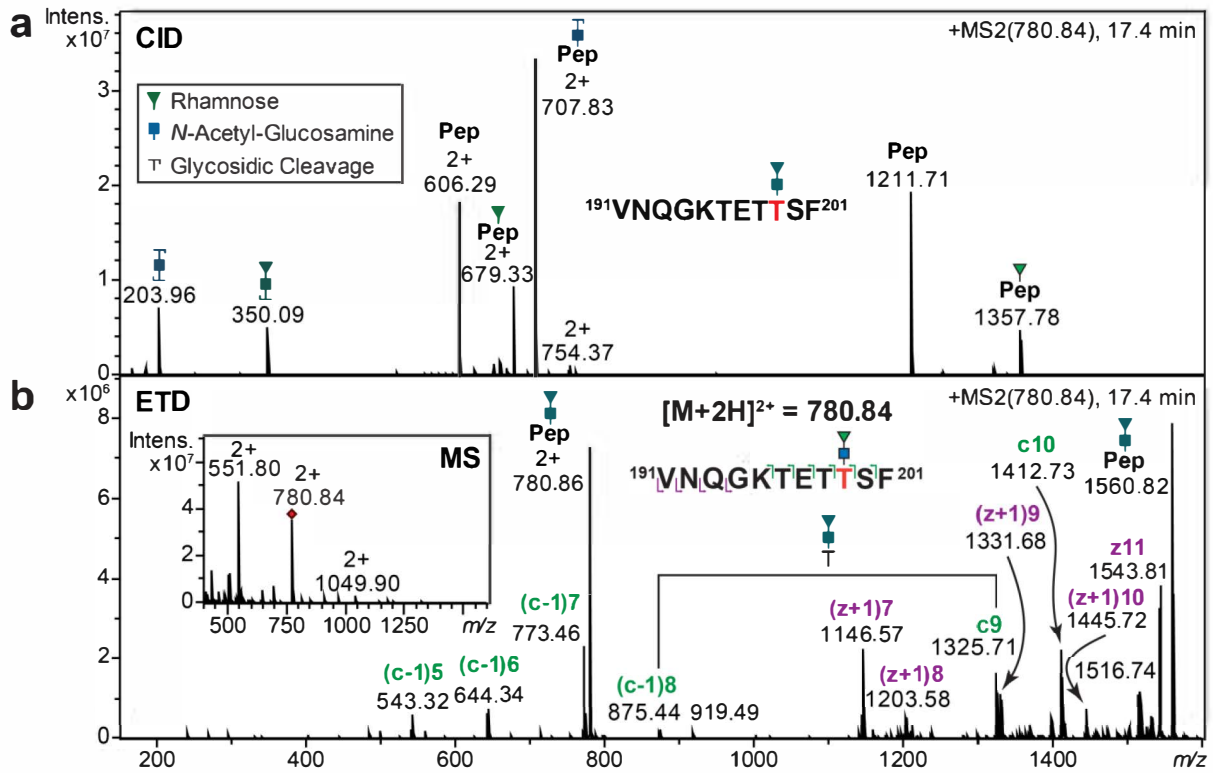 a
Intens.
x10⁷
CID
+MS2(780.84), 17.4 min
Rhamnose
N-Acetyl-Glucosamine
Glycosidic Cleavage
3
2
1
0
203.96
350.09
Pep
2+
606.29
Pep
2+
679.33
Pep
2+
707.83
2+
754.37
¹⁹¹VNQGKTETTSF²⁰¹
Pep
1211.71
Pep
1357.78
b
x10⁶
ETD
+MS2(780.84), 17.4 min
8
6
4
2
0
Intens.
x10⁷
MS
4
2
0
2+
551.80
2+
780.84
2+
1049.90
500 750 1000 1250 m/z
Pep
2+
780.86
[M+2H]²⁺ = 780.84
¹⁹¹VNQGKTETTSF²⁰¹
(c-1)5
543.32
(c-1)6
644.34
(c-1)7
773.46
(c-1)8
875.44
919.49
(z+1)7
1146.57
(z+1)8
1203.58
c9
1325.71
(z+1)9
1331.68
c10
1412.73
(z+1)10
1445.72
1516.74
z11
1543.81
Pep
1560.82
200 400 600 800 1000 1200 1400 m/z